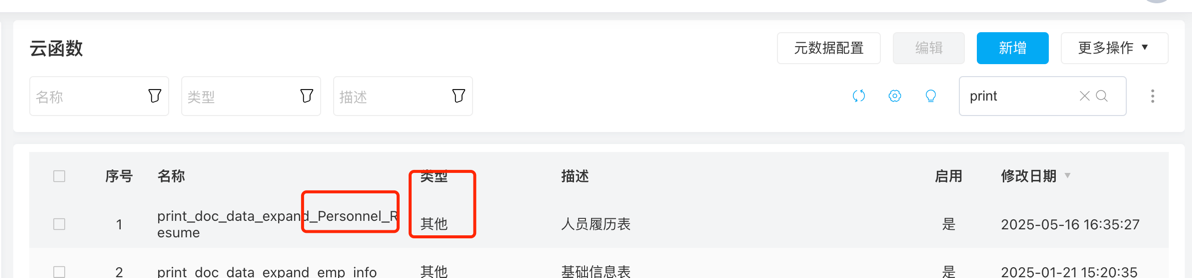 云函数
元数据配置 编辑 新增 更多操作 ▼
名称 类型 描述 print
序号 名称 类型 描述 启用 修改日期
1 print_doc_data_expand_Personnel_R 其他 人员履历表 是 2025-05-16 16:35:27
esume
2 print_doc_data_expand_emp_info 其他 基础信息表 是 2025-01-21 15:20:35